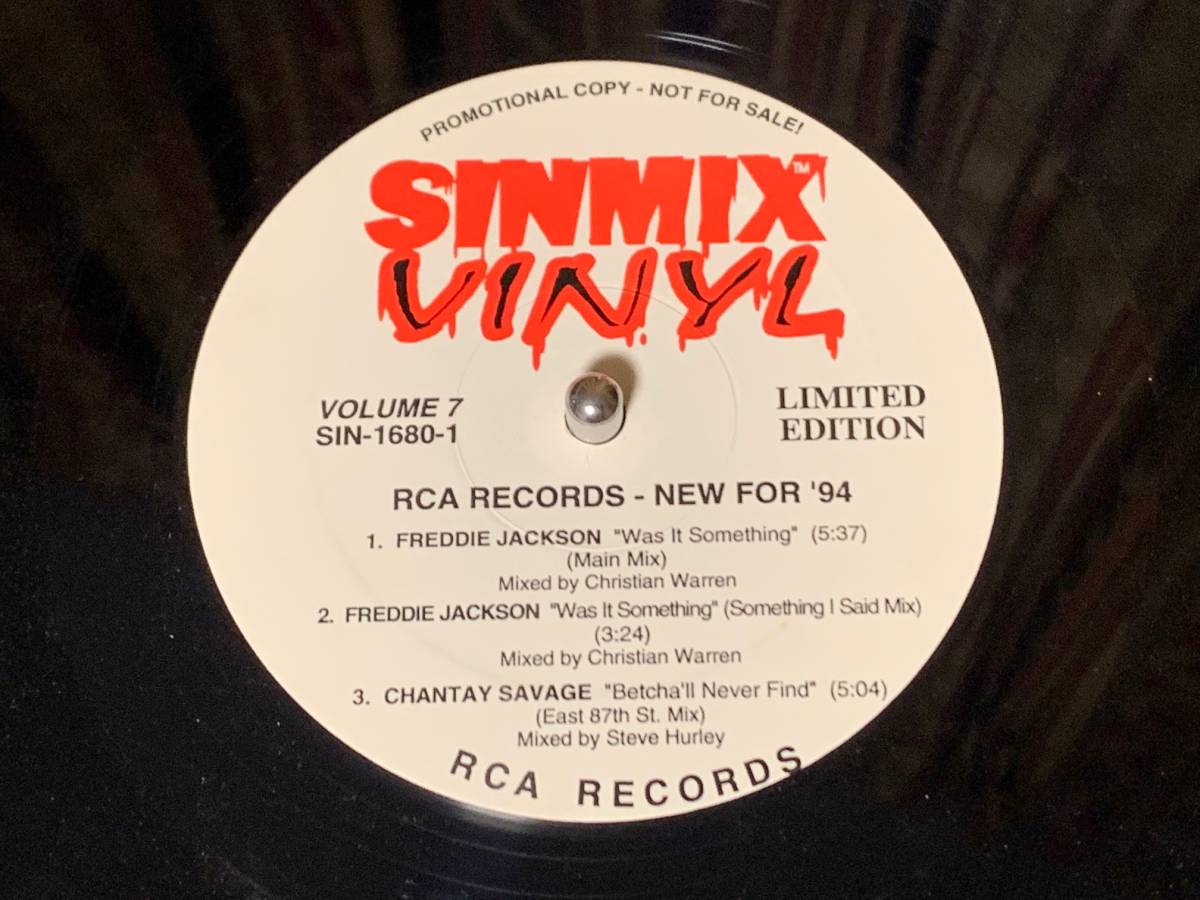 PROMOTIONAL COPY - NOT FOR SALE!
SINMIX™
VINYL
VOLUME 7
SIN-1680-1
LIMITED
EDITION
RCA RECORDS - NEW FOR '94
1. FREDDIE JACKSON "Was It Something" (5:37)
(Main Mix)
Mixed by Christian Warren
2. FREDDIE JACKSON "Was It Something" (Something I Said Mix)
(3:24)
Mixed by Christian Warren
3. CHANTAY SAVAGE "Betcha'll Never Find" (5:04)
(East 87th St. Mix)
Mixed by Steve Hurley
RCA RECORDS